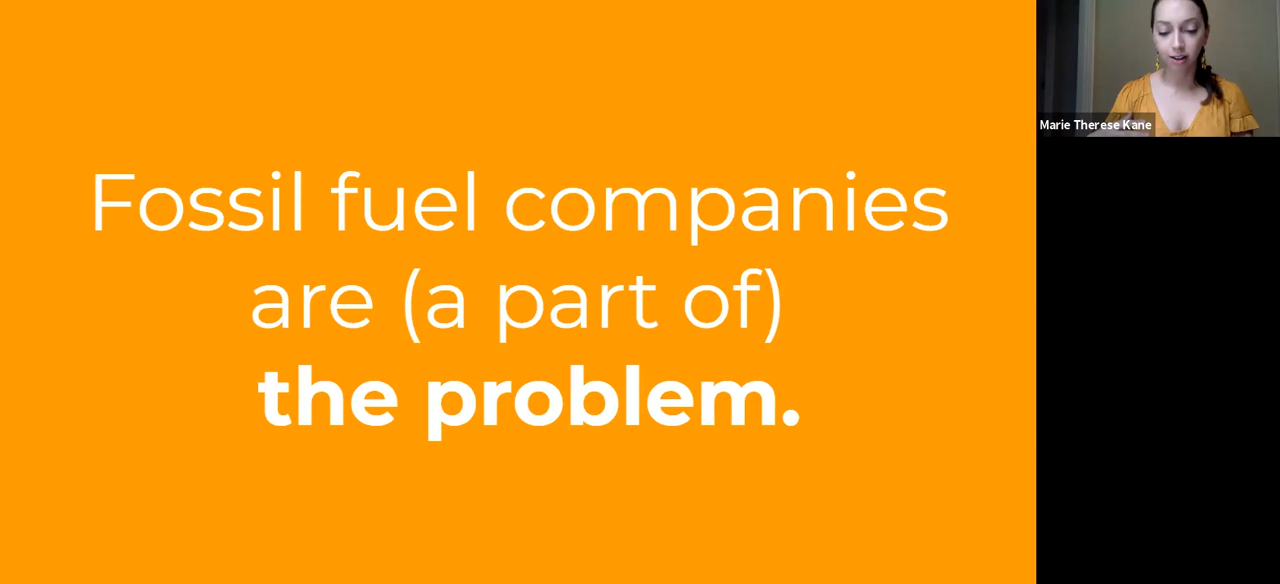 Fossil fuel companies
are (a part of)
the problem.
Marie Therese Kane